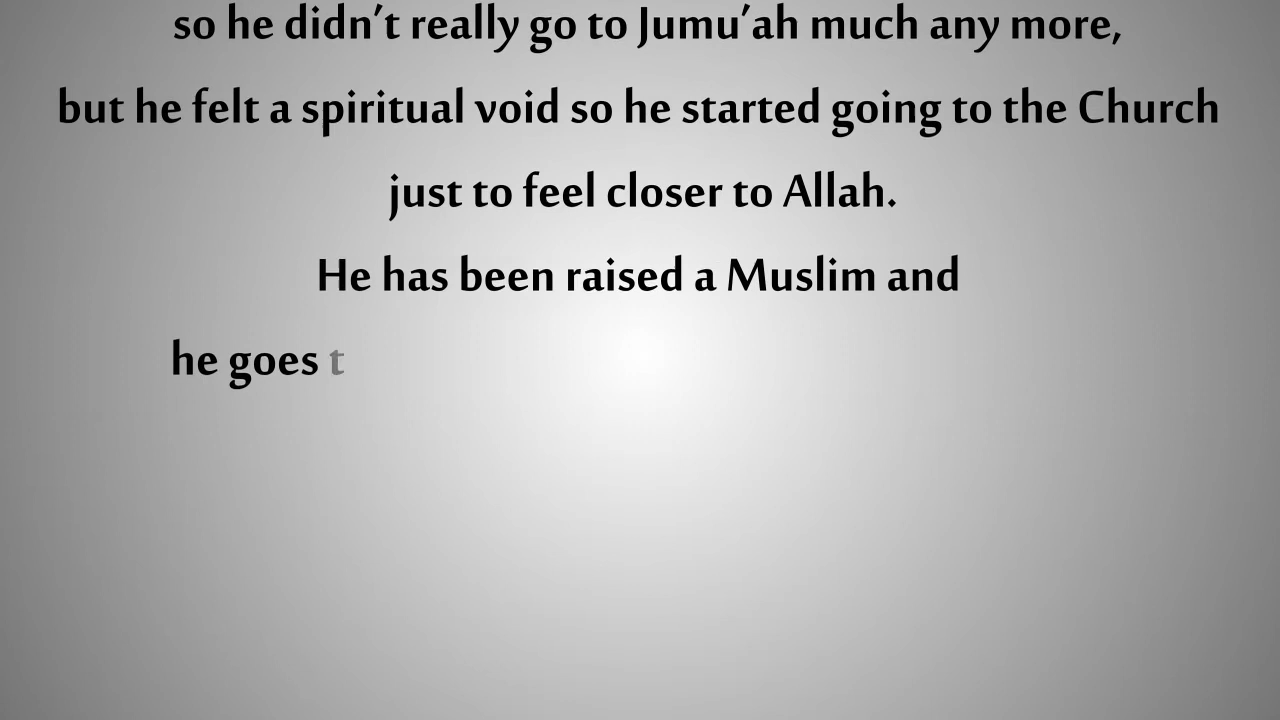 so he didn’t really go to Jumu’ah much any more,
but he felt a spiritual void so he started going to the Church
just to feel closer to Allah.
He has been raised a Muslim and
he goes t